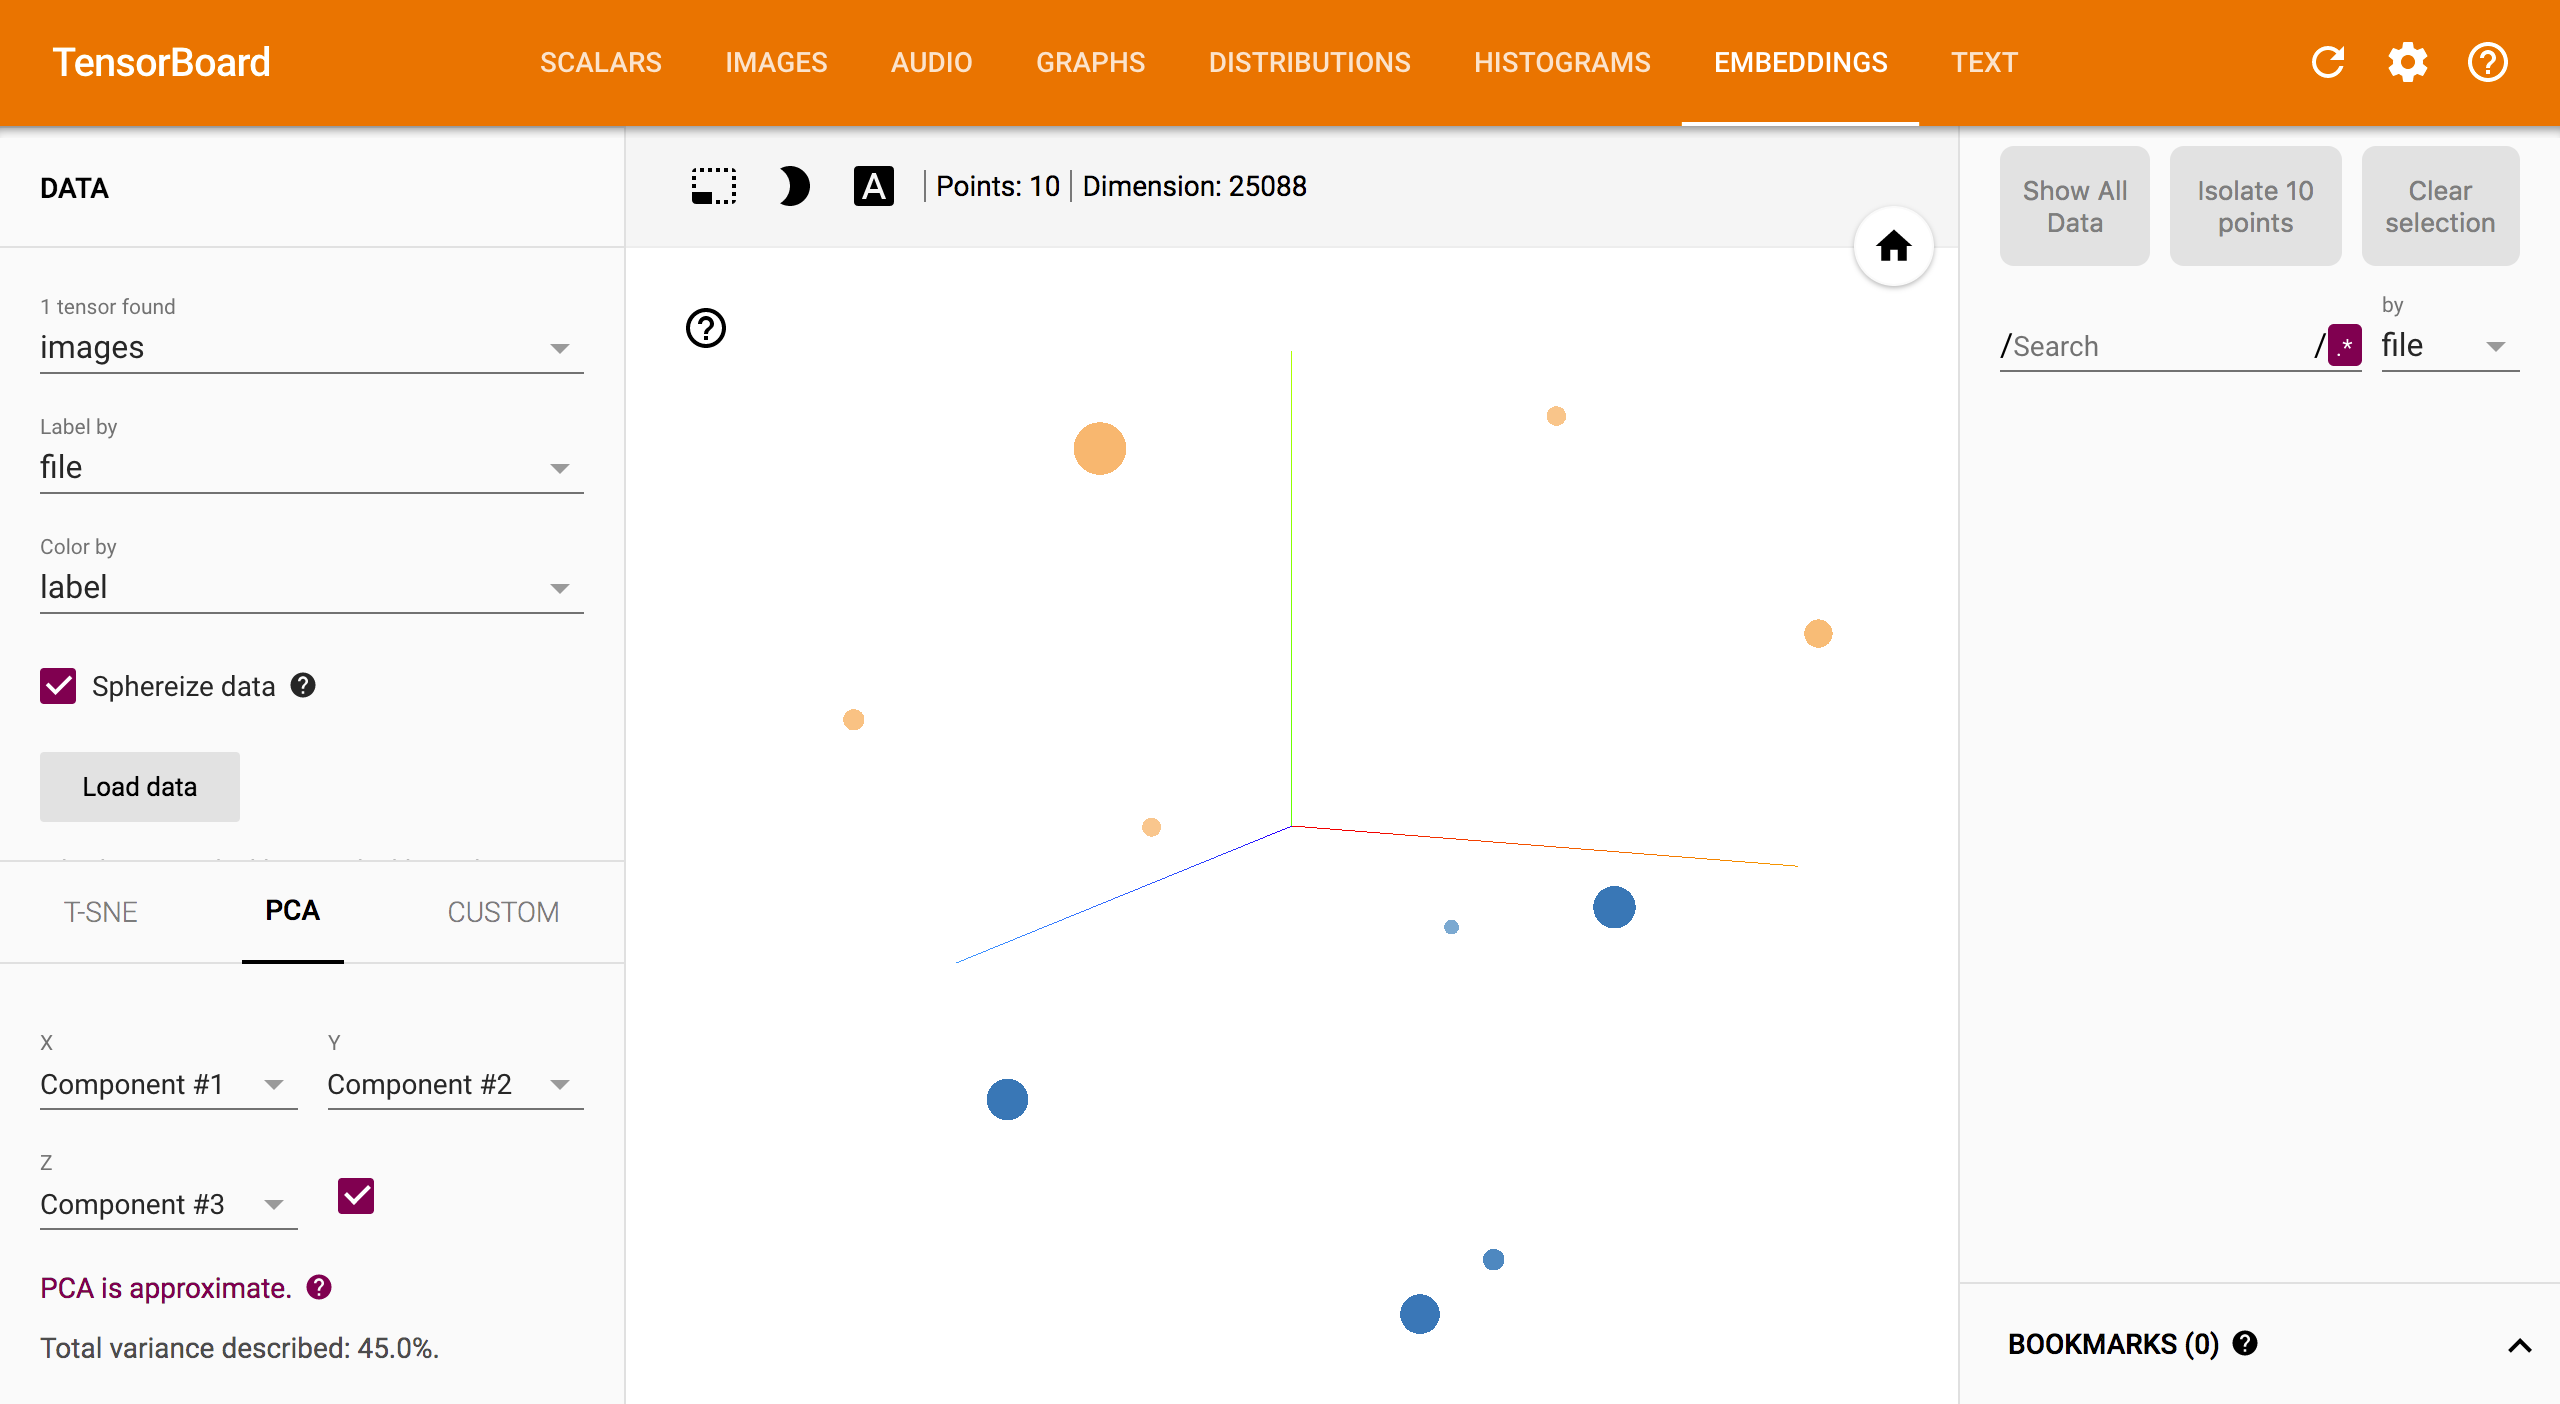 TensorBoard
SCALARS
IMAGES
AUDIO
GRAPHS
DISTRIBUTIONS
HISTOGRAMS
EMBEDDINGS
TEXT
DATA
1 tensor found
images
Label by
file
Color by
label
Sphereize data
Load data
T-SNE
PCA
CUSTOM
X
Component #1
Y
Component #2
Z
Component #3
PCA is approximate.
Total variance described: 45.0%.
A
Points: 10
Dimension: 25088
Show All
Data
Isolate 10
points
Clear
selection
/Search
/.*
by
file
BOOKMARKS (0)